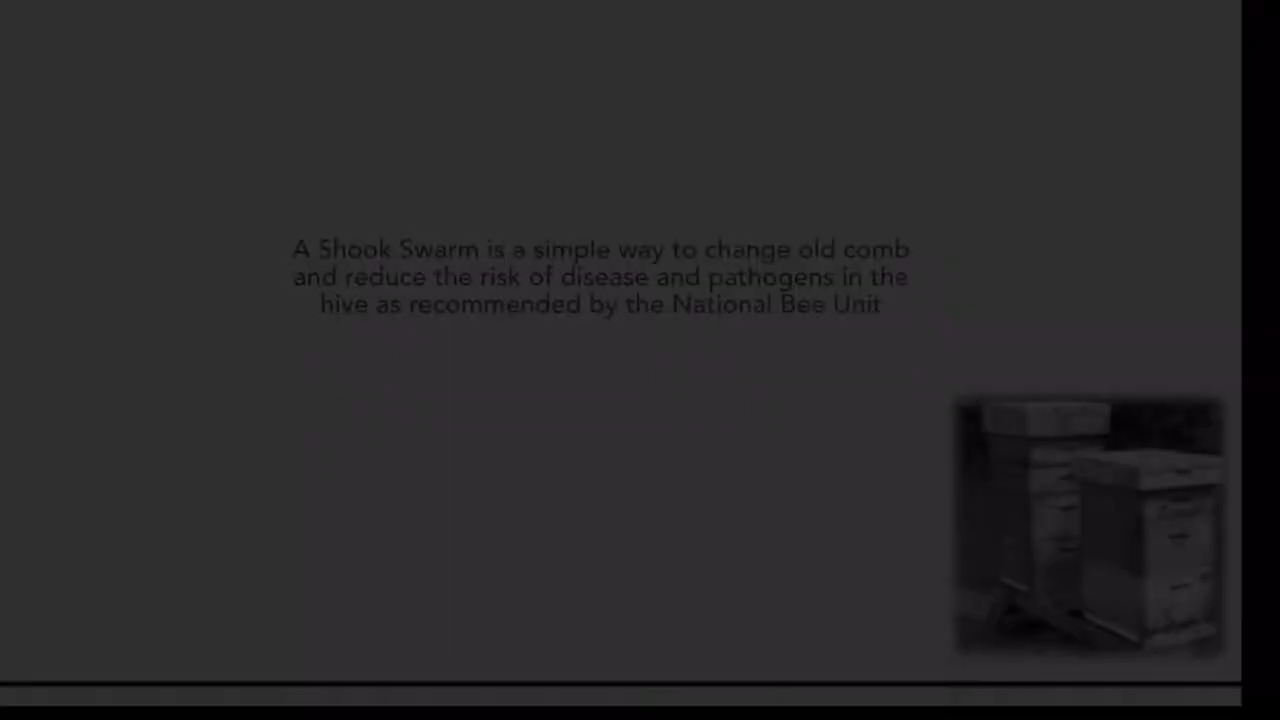 A Shook Swarm is a simple way to change old comb
and reduce the risk of disease and pathogens in the
hive as recommended by the National Bee Unit